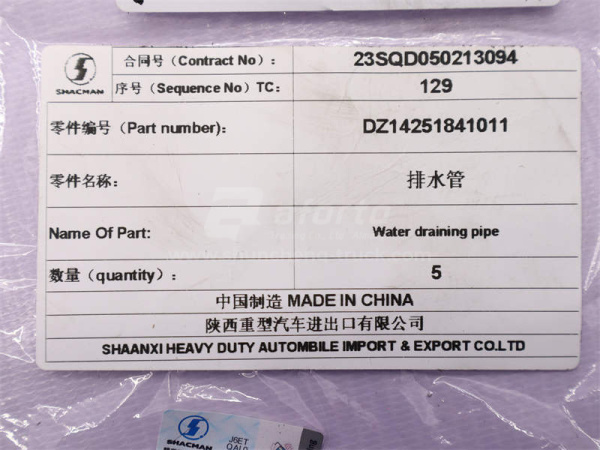 SHACMAN
合同号（Contract No）： 23SQD050213094
序号（Sequence No）TC： 129
零件编号（Part number): DZ14251841011
零件名称： 排水管
Name Of Part: Water draining pipe
数量（quantity）： 5
中国制造 MADE IN CHINA
陕西重型汽车进出口有限公司
SHAANXI HEAVY DUTY AUTOMBILE IMPORT & EXPORT CO.LTD
SHACMAN
J6ET